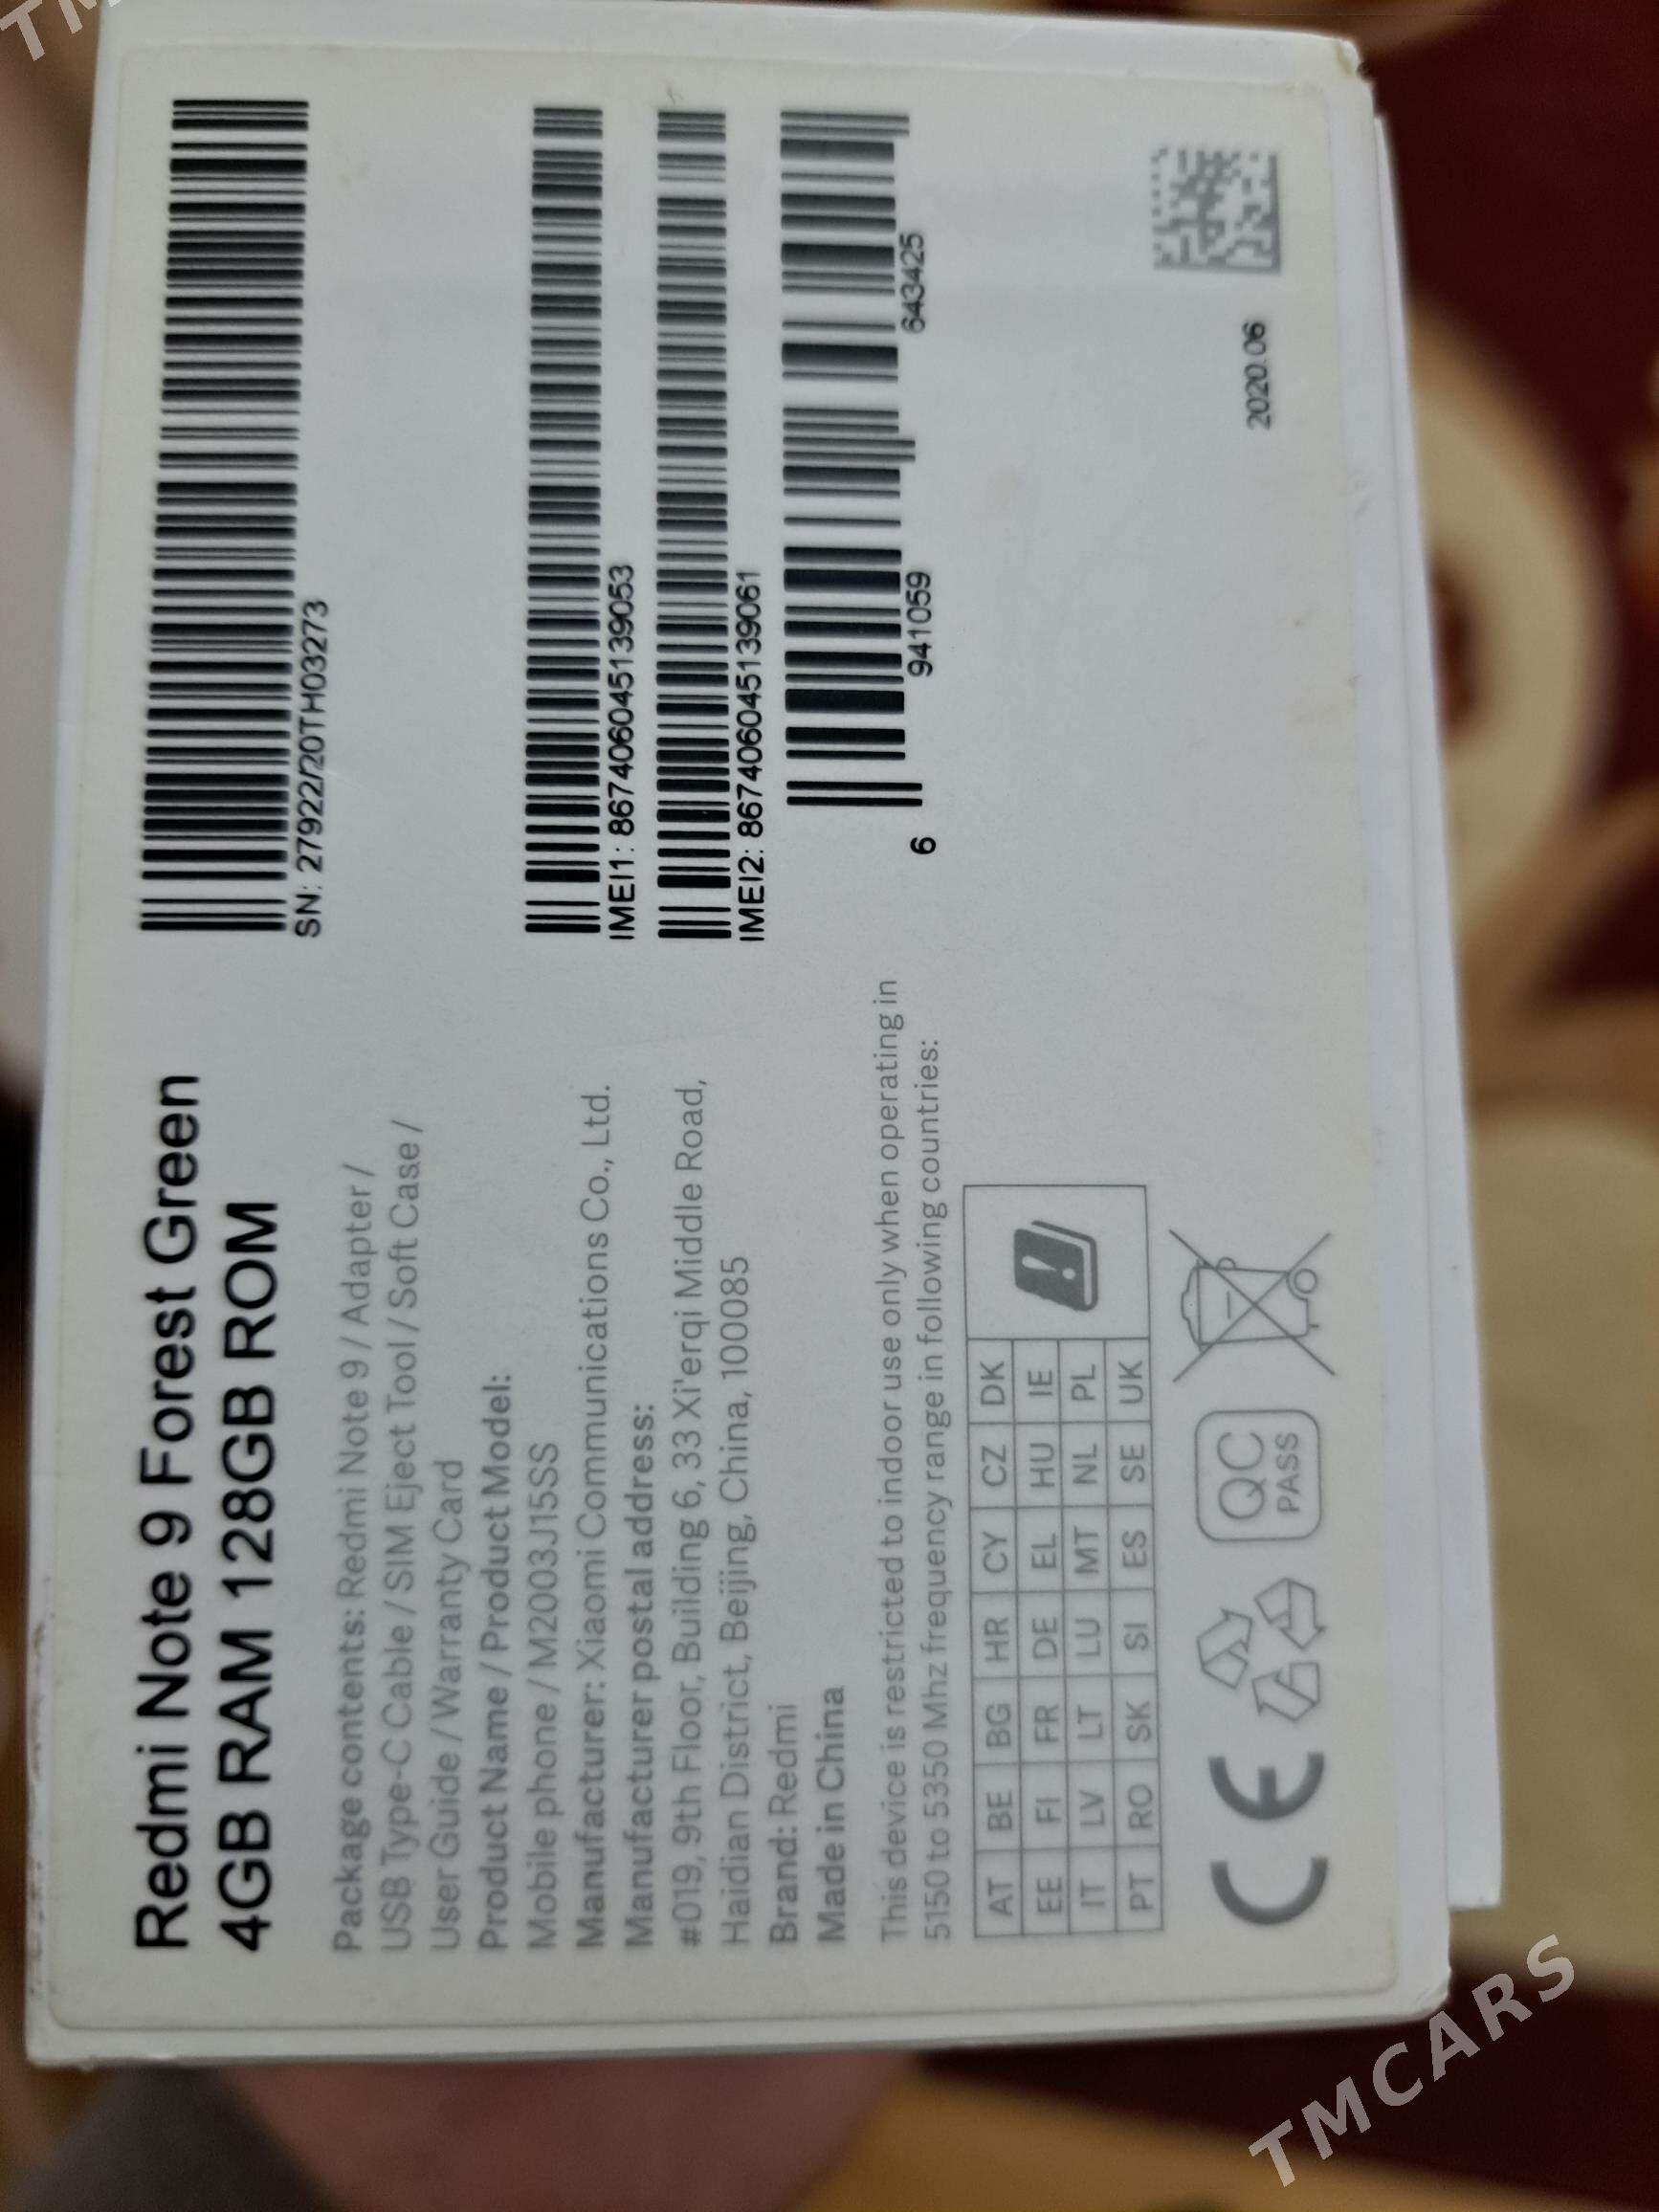 Redmi Note 9 Forest Green
4GB RAM 128GB ROM
Package contents: Redmi Note 9 / Adapter /
USB Type-C Cable / SIM Eject Tool / Soft Case /
User Guide / Warranty Card
Product Name / Product Model:
Mobile phone / M2003J15SS
Manufacturer: Xiaomi Communications Co., Ltd.
Manufacturer postal address:
#019, 9th Floor, Building 6, 33 Xi'erqi Middle Road,
Haidian District, Beijing, China, 100085
Brand: Redmi
Made in China
This device is restricted to indoor use only when operating in
5150 to 5350 Mhz frequency range in following countries:
AT BE BG HR CY CZ DK
EE FI FR DE EL HU IE
IT LV LT LU MT NL PL
PT RO SK SI ES SE UK
CE
QC
PASS
SN: 27922/20TH03273
IMEI1: 867406045139053
IMEI2: 867406045139061
6 941059 643425
2020.06
TMCARS